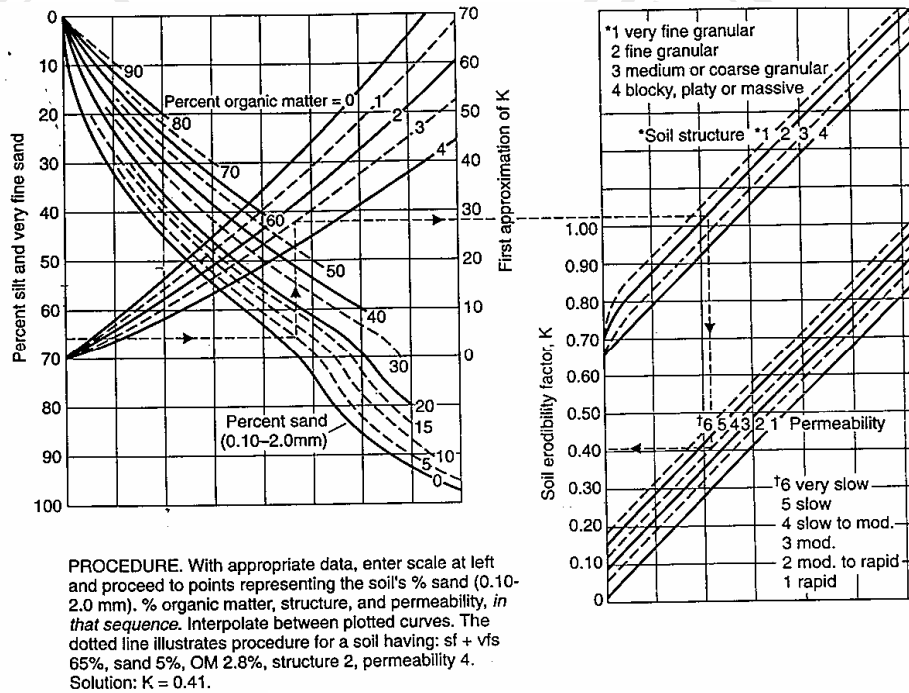 0
10
20
30
40
50
60
70
80
90
100
Percent silt and very fine sand
90
80
70
60
50
40
30
20
15
10
5
0
Percent organic matter = 0
1
2
3
4
Percent sand
(0.10–2.0mm)
70
60
50
40
30
20
10
0
First approximation of K
*1 very fine granular
2 fine granular
3 medium or coarse granular
4 blocky, platy or massive
*Soil structure *1 2 3 4
1.00
0.90
0.80
0.70
0.60
0.50
0.40
0.30
0.20
0.10
0
Soil erodibility factor, K
†6 5 4 3 2 1 Permeability
†6 very slow
5 slow
4 slow to mod.
3 mod.
2 mod. to rapid
1 rapid
PROCEDURE. With appropriate data, enter scale at left
and proceed to points representing the soil's % sand (0.10-
2.0 mm). % organic matter, structure, and permeability, in
that sequence. Interpolate between plotted curves. The
dotted line illustrates procedure for a soil having: sf + vfs
65%, sand 5%, OM 2.8%, structure 2, permeability 4.
Solution: K = 0.41.